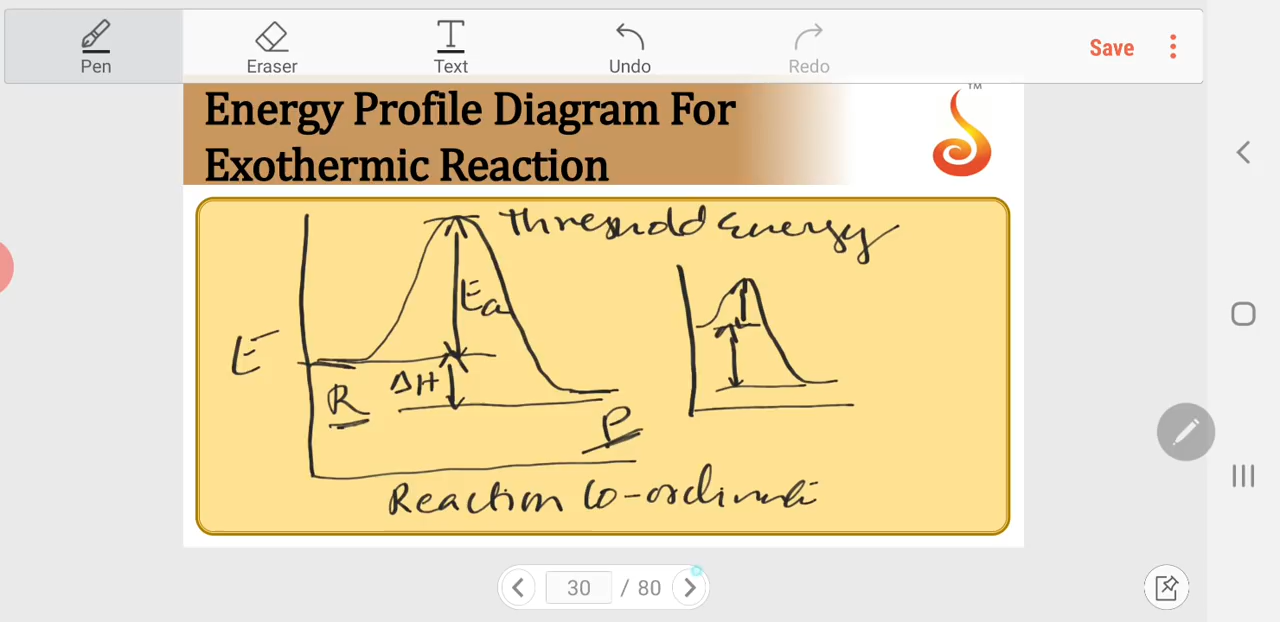 Pen
Eraser
Text
Undo
Redo
Save
TM
Energy Profile Diagram For
Exothermic Reaction
Threshold Energy
Ea
E
ΔH
R
P
Reaction Co-ordinate
30 / 80